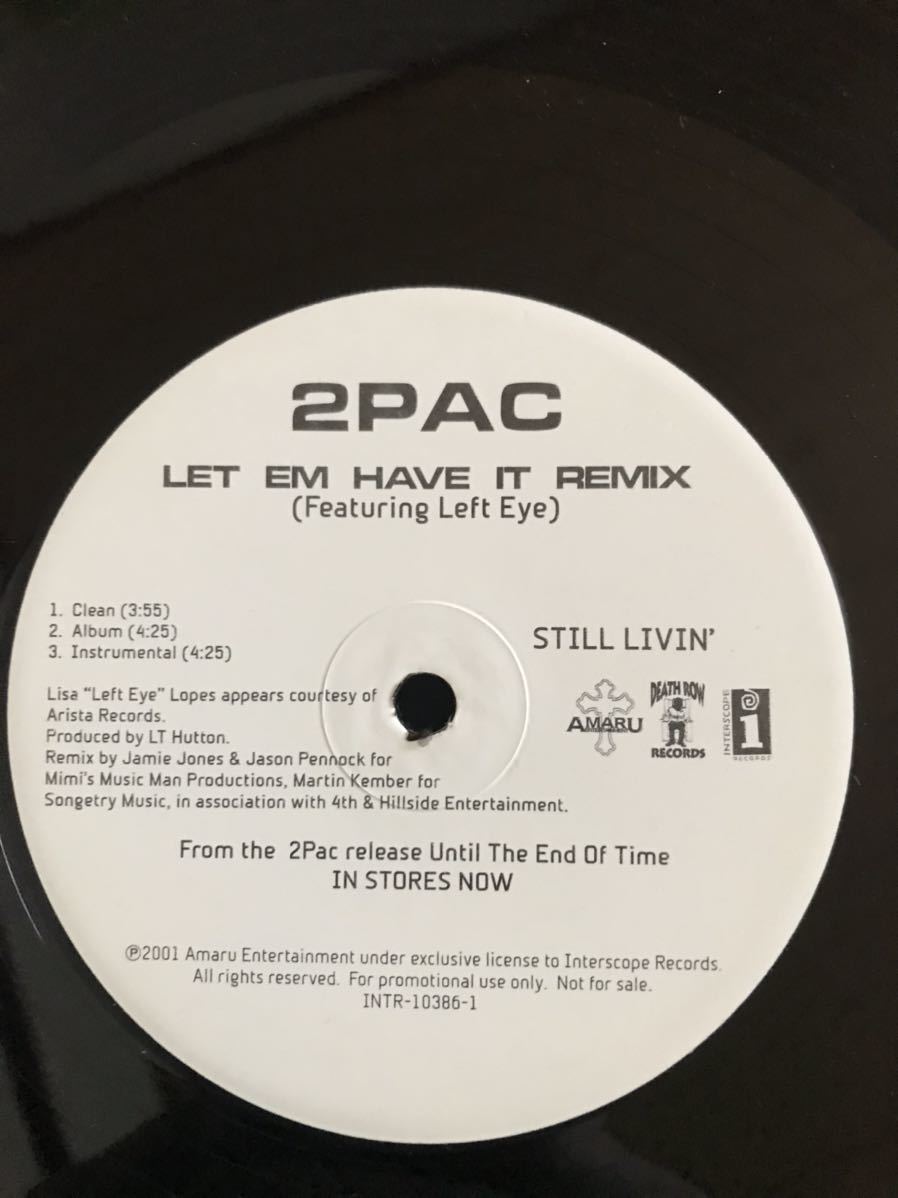 2PAC
LET EM HAVE IT REMIX
(Featuring Left Eye)
1. Clean (3:55)
2. Album (4:25)
3. Instrumental (4:25)
STILL LIVIN'
Lisa "Left Eye" Lopes appears courtesy of
Arista Records.
Produced by LT Hutton.
Remix by Jamie Jones & Jason Pennock for
Mimi's Music Man Productions, Martin Kember for
Songetry Music, in association with 4th & Hillside Entertainment.
AMARU
DEATH ROW
RECORDS
INTERSCOPE
i
RECORDS
From the 2Pac release Until The End Of Time
IN STORES NOW
℗2001 Amaru Entertainment under exclusive license to Interscope Records.
All rights reserved. For promotional use only. Not for sale.
INTR-10386-1